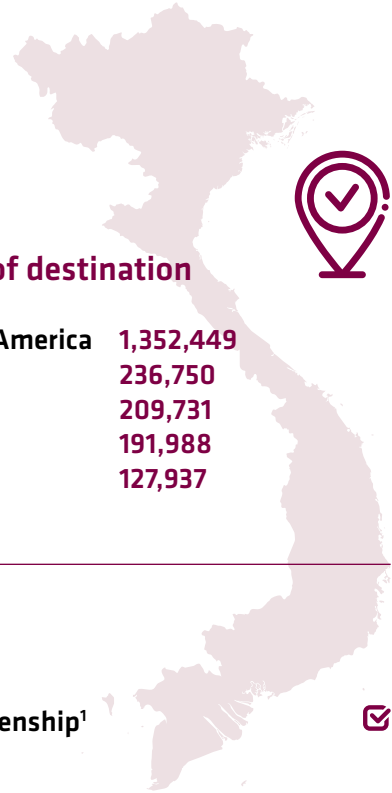 of destination
America 1,352,449
236,750
209,731
191,988
127,937
enship1